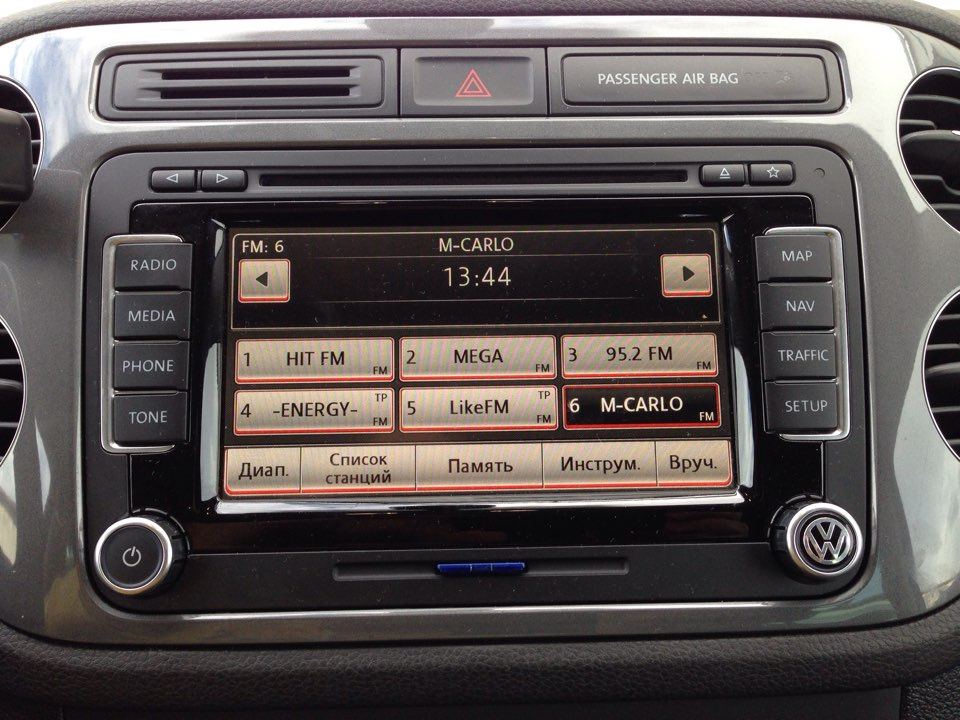 PASSENGER AIR BAG
FM: 6
M-CARLO
13:44
RADIO
MEDIA
PHONE
TONE
MAP
NAV
TRAFFIC
SETUP
1 HIT FM FM
2 MEGA FM
3 95.2 FM FM
4 -ENERGY- TP FM
5 LikeFM TP FM
6 M-CARLO FM
Диап.
Список
станций
Память
Инструм.
Вруч.